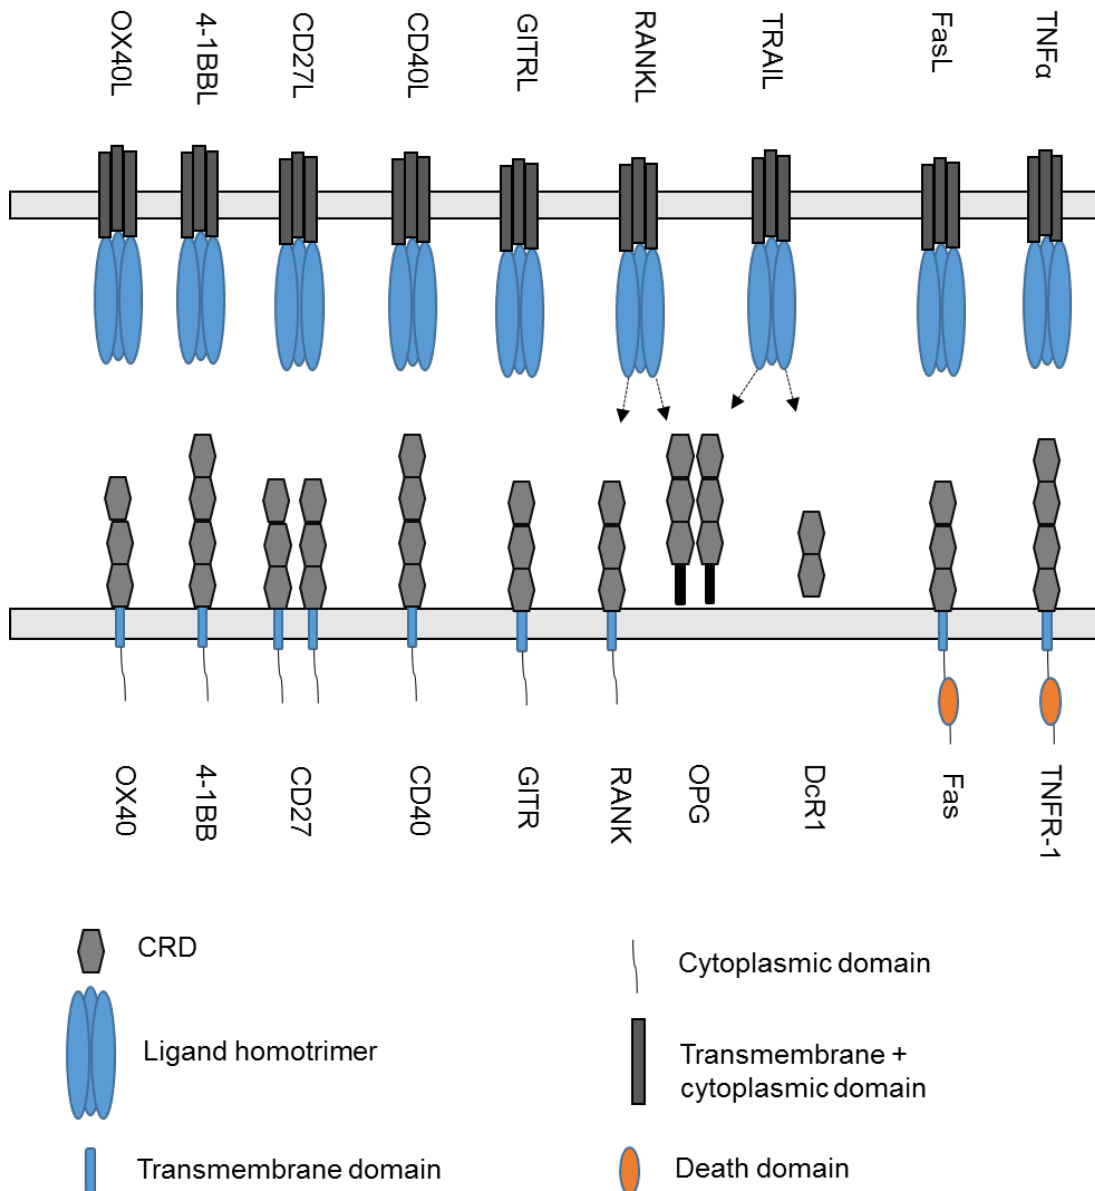 OX40L
4-1BBL
CD27L
CD40L
GITRL
RANKL
TRAIL
FasL
TNFα
OX40
4-1BB
CD27
CD40
GITR
RANK
OPG
DcR1
Fas
TNFR-1
CRD
Ligand homotrimer
Transmembrane domain
Cytoplasmic domain
Transmembrane +
cytoplasmic domain
Death domain